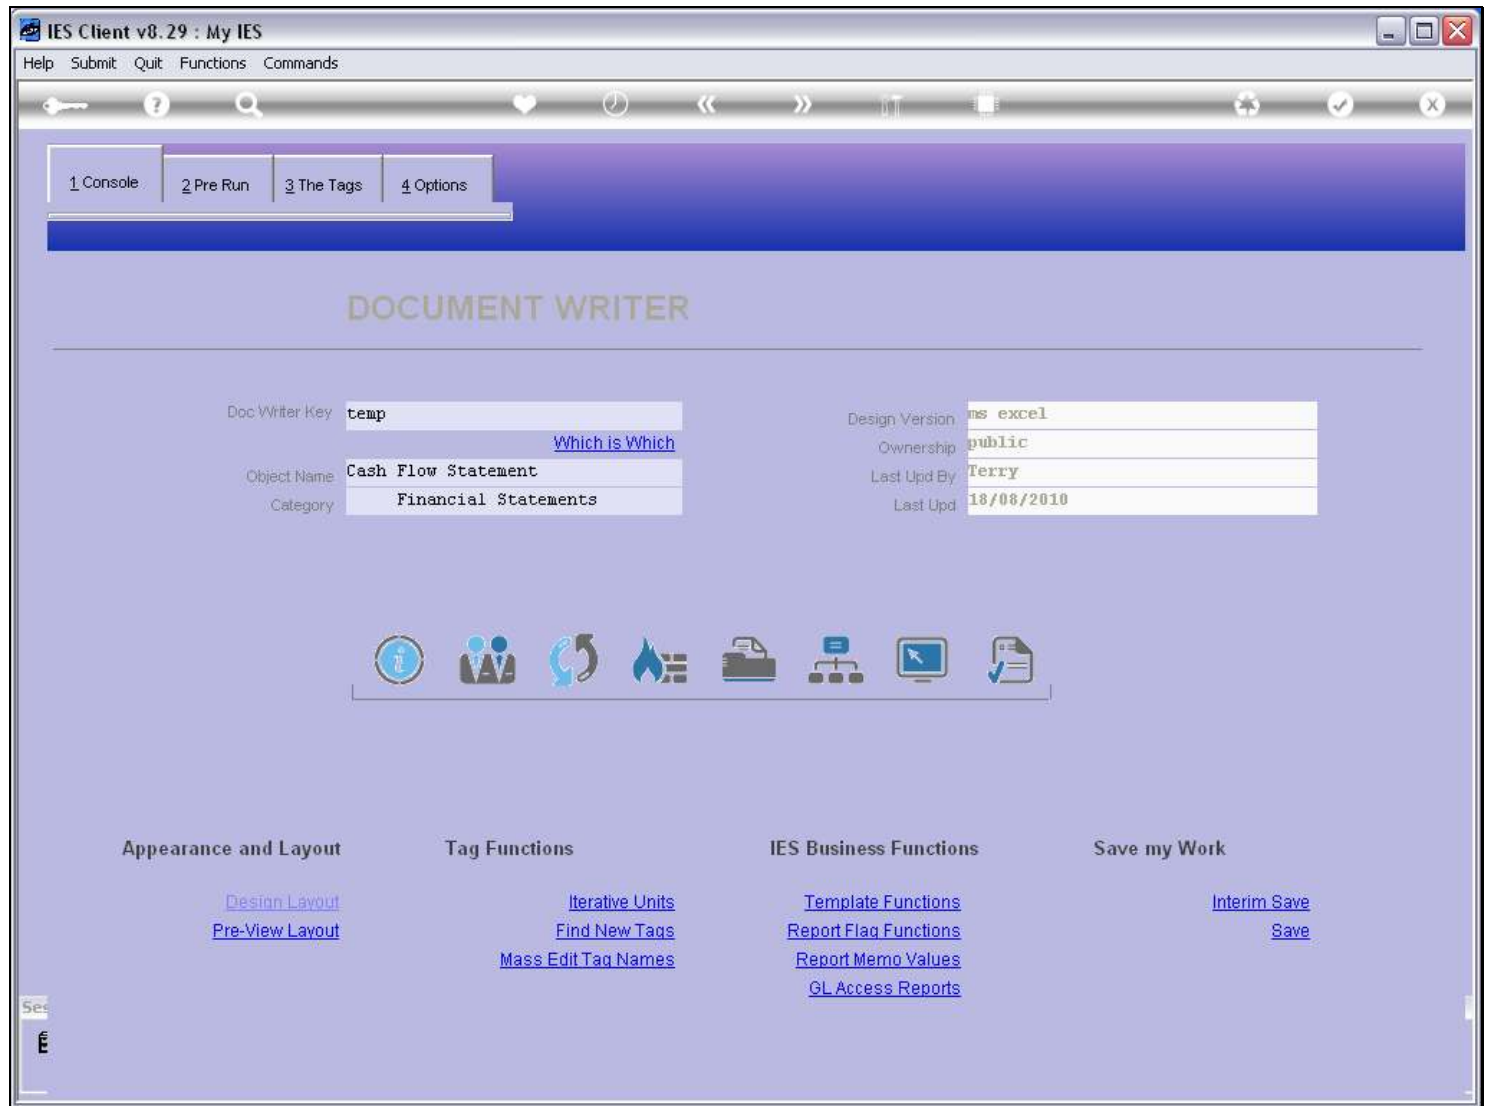 IES Client v8.29 : My IES
Help Submit Quit Functions Commands
1 Console 2 Pre Run 3 The Tags 4 Options
DOCUMENT WRITER
Doc Writer Key temp Design Version ms excel
Which is Which Ownership public
Object Name Cash Flow Statement Last Upd By Terry
Category Financial Statements Last Upd 18/08/2010
Appearance and Layout Tag Functions IES Business Functions Save my Work
Design Layout Iterative Units Template Functions Interim Save
Pre-View Layout Find New Tags Report Flag Functions Save
Mass Edit Tag Names Report Memo Values
GL Access Reports